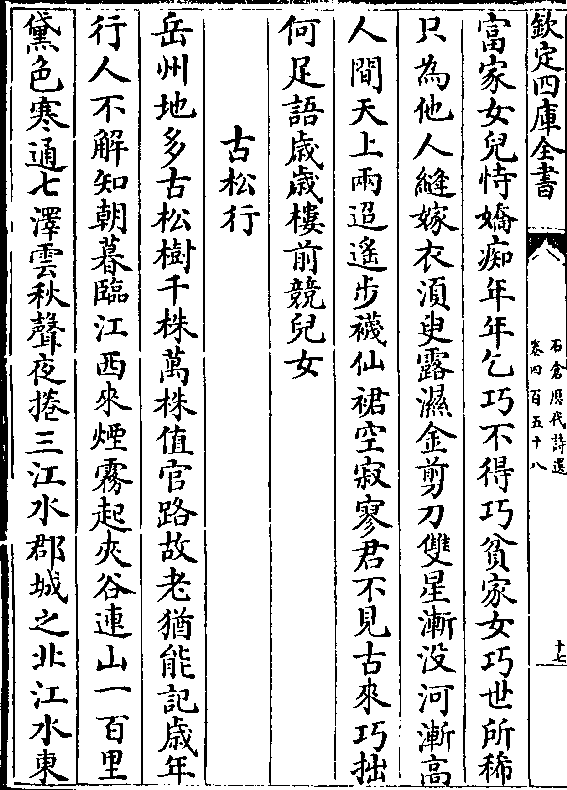 欽定四庫全書
石倉歷代詩選
卷四百五十八
十七
富家女兒恃嬌痴年年乞巧不得巧貧家女巧世所稀
只為他人縫嫁衣須臾露濕金剪刀雙星漸没河漸高
人間天上兩迢遙步襪仙裙空寂寥君不見古來巧拙
何足語歳歳樓前競兒女
古松行
岳州地多古松樹千株萬株值官路故老猶能記歳年
行人不解知朝暮臨江西來煙霧起夾谷連山一百里
黛色寒通七澤雲秋聲夜捲三江水郡城之北江水東